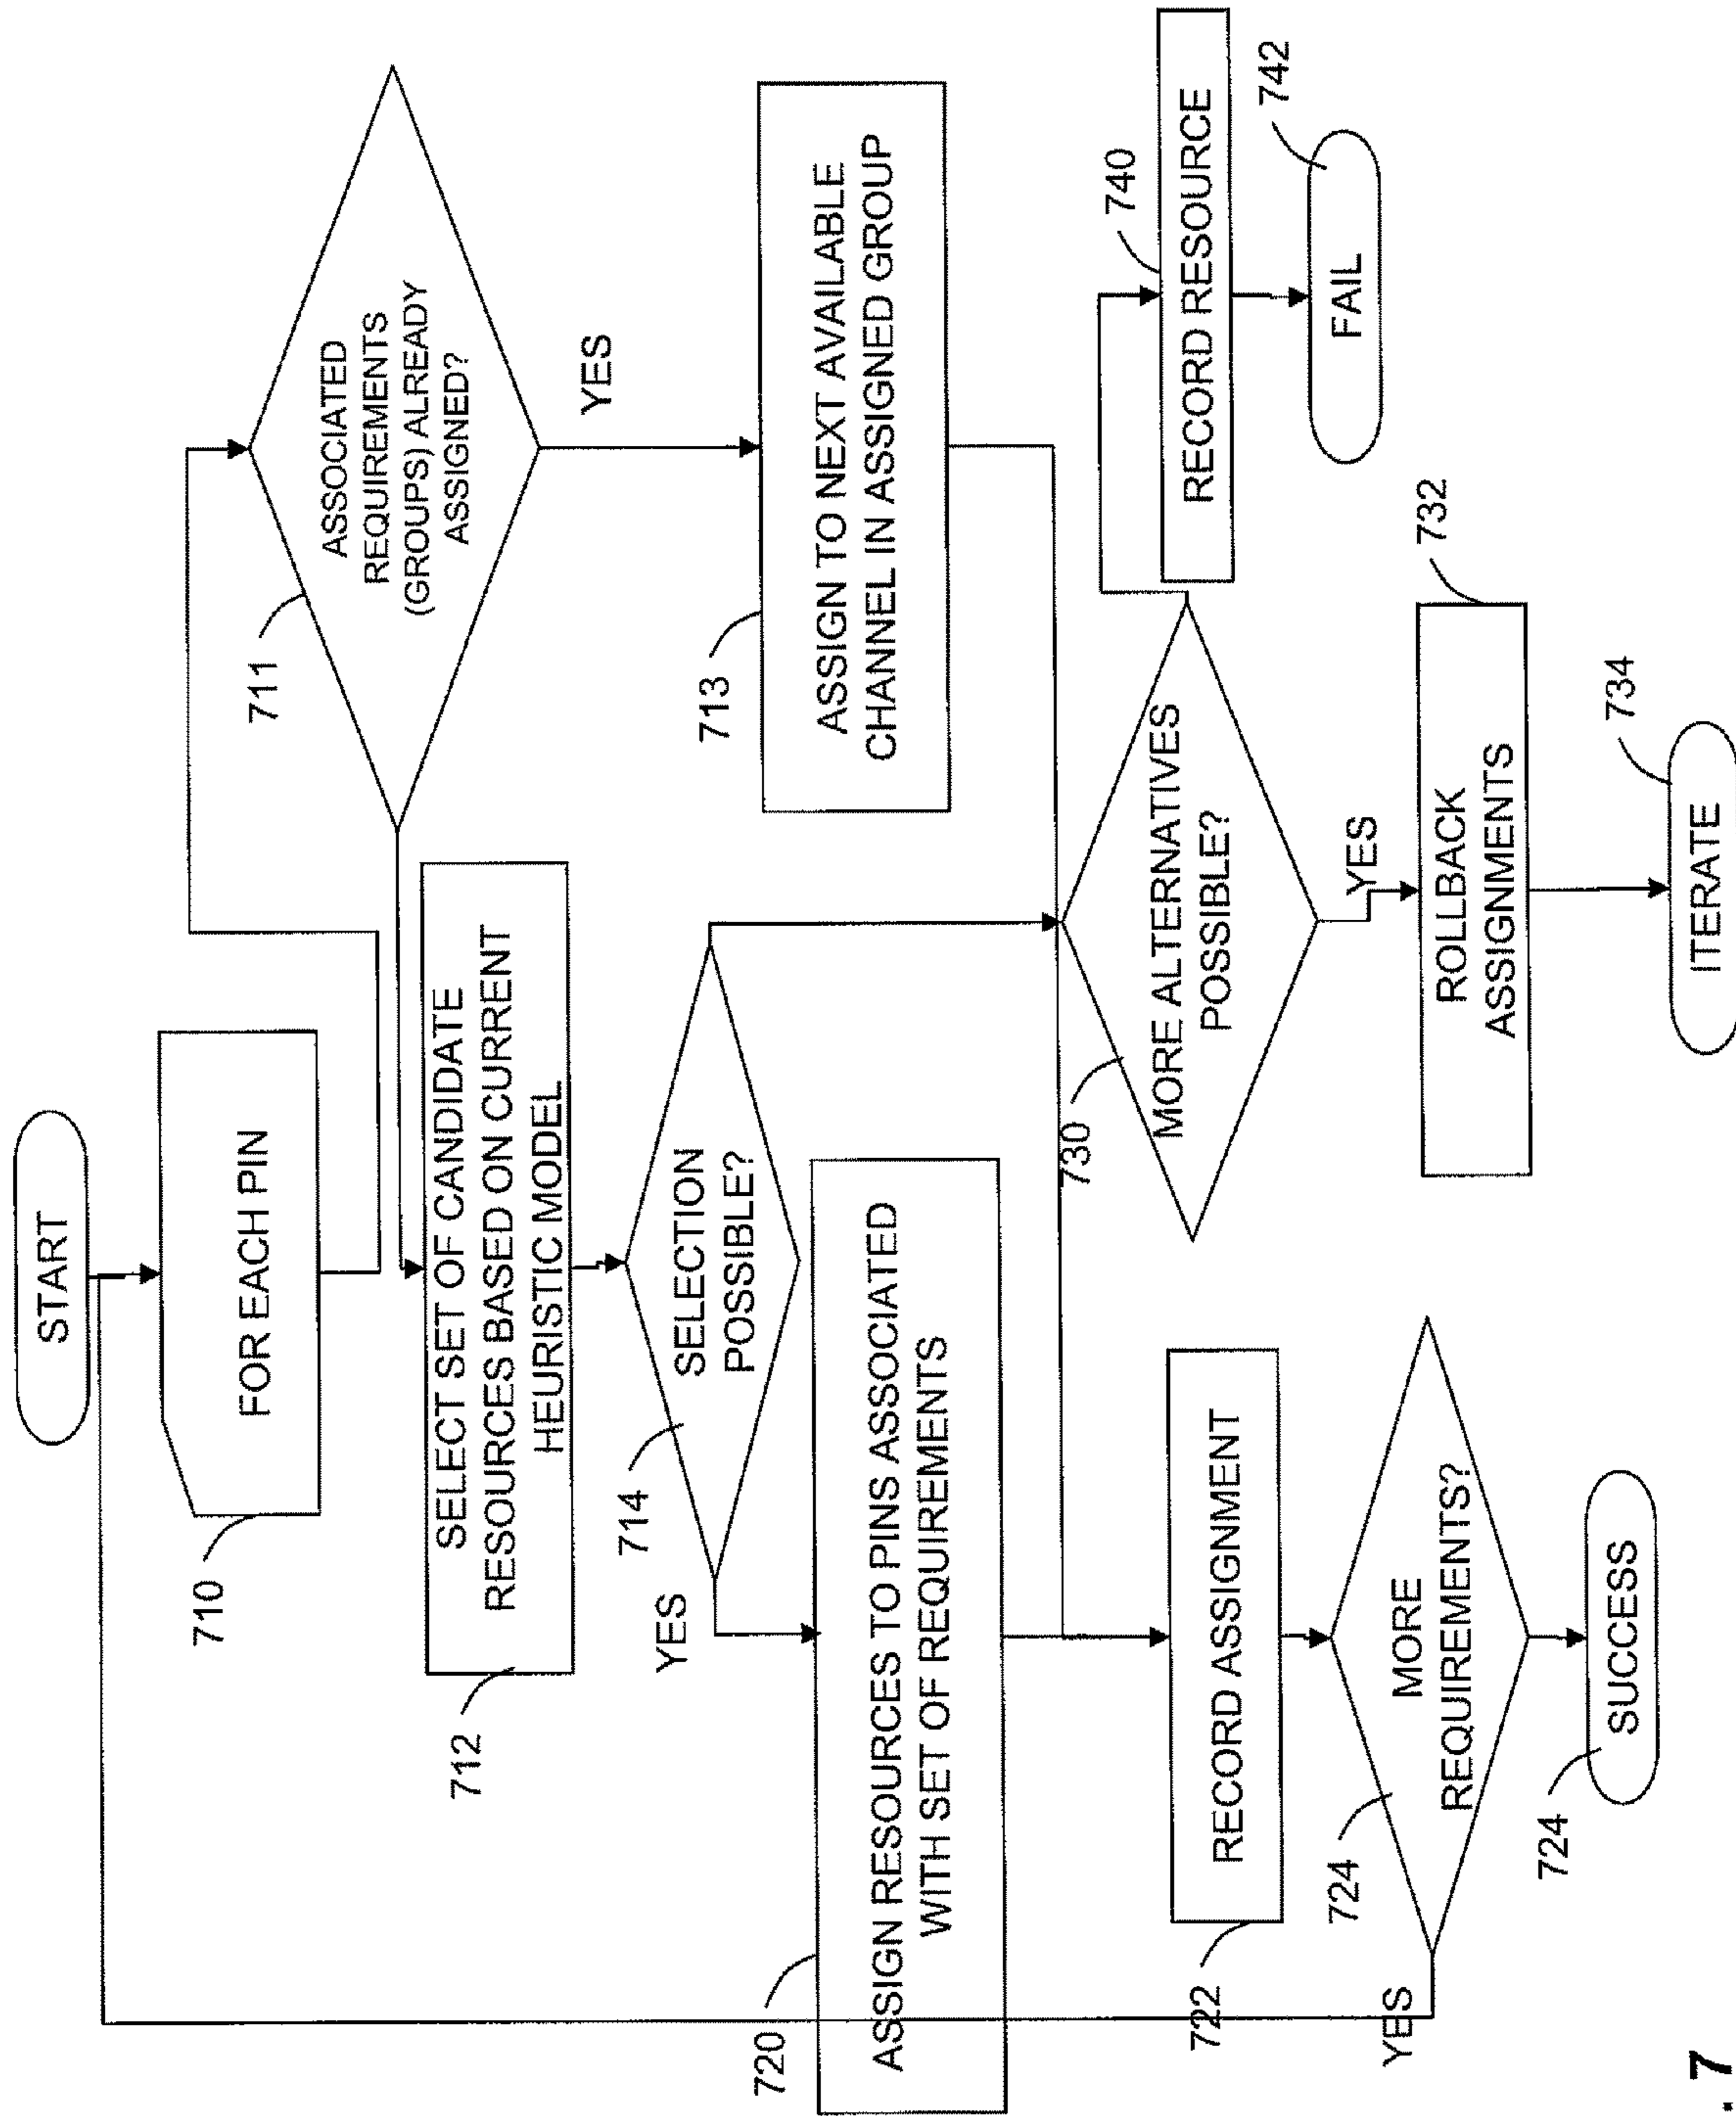 START
FOR EACH PIN
710
ASSOCIATED
REQUIREMENTS
(GROUPS) ALREADY
ASSIGNED?
711
YES
SELECT SET OF CANDIDATE
RESOURCES BASED ON CURRENT
HEURISTIC MODEL
712
ASSIGN TO NEXT AVAILABLE
CHANNEL IN ASSIGNED GROUP
713
SELECTION
POSSIBLE?
714
YES
ASSIGN RESOURCES TO PINS ASSOCIATED
WITH SET OF REQUIREMENTS
720
MORE ALTERNATIVES
POSSIBLE?
730
YES
RECORD RESOURCE
740
FAIL
742
RECORD ASSIGNMENT
722
ROLLBACK
ASSIGNMENTS
732
MORE
REQUIREMENTS?
724
YES
SUCCESS
724
ITERATE
734
. 7